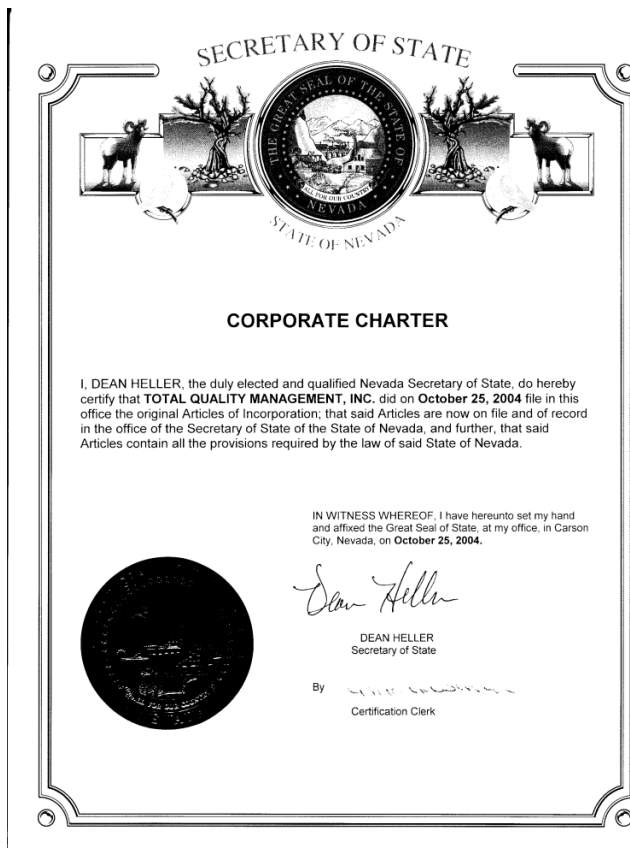 SECRETARY OF STATE
THE GREAT SEAL OF THE STATE OF
ALL FOR OUR COUNTRY
NEVADA
STATE OF NEVADA
CORPORATE CHARTER
I, DEAN HELLER, the duly elected and qualified Nevada Secretary of State, do hereby
certify that TOTAL QUALITY MANAGEMENT, INC. did on October 25, 2004 file in this
office the original Articles of Incorporation; that said Articles are now on file and of record
in the office of the Secretary of State of the State of Nevada, and further, that said
Articles contain all the provisions required by the law of said State of Nevada.
IN WITNESS WHEREOF, I have hereunto set my hand
and affixed the Great Seal of State, at my office, in Carson
City, Nevada, on October 25, 2004.
Dean Heller
DEAN HELLER
Secretary of State
By
Certification Clerk
FOR OUR COUNTRY